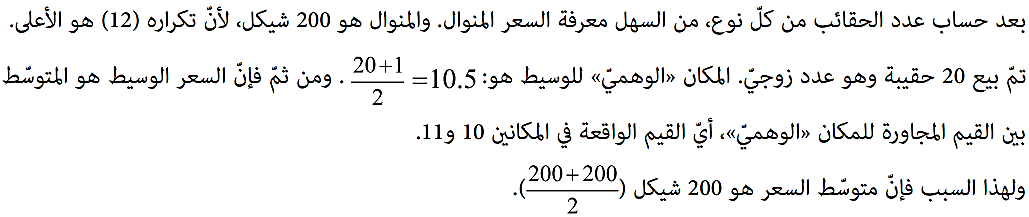 بعد حساب عدد الحقائب من كلّ نوع، من السهل معرفة السعر المنوال. والمنوال هو 200 شيكل، لأنّ تكراره (12) هو الأعلى.
تمّ بيع 20 حقيبة وهو عدد زوجيّ. المكان «الوهميّ» للوسيط هو: \frac{20+1}{2}=10.5 . ومن ثمّ فإنّ السعر الوسيط هو المتوسّط
بين القيم المجاورة للمكان «الوهميّ»، أيّ القيم الواقعة في المكانين 10 و11.
ولهذا السبب فإنّ متوسّط السعر هو 200 شيكل (\frac{200+200}{2}).